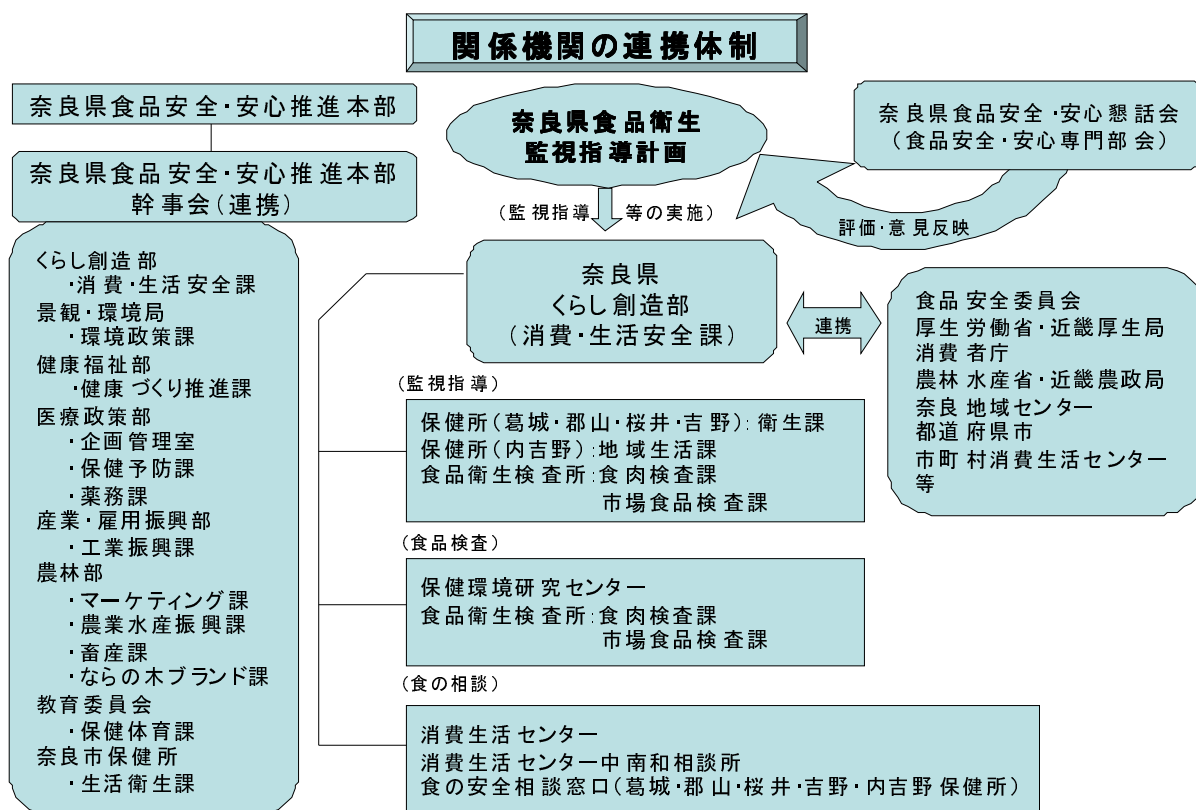 関係機関の連携体制
奈良県食品安全・安心推進本部
奈良県食品安全・安心推進本部
幹事会（連携）
くらし創造部
・消費・生活安全課
景観・環境局
・環境政策課
健康福祉部
・健康づくり推進課
医療政策部
・企画管理室
・保健予防課
・薬務課
産業・雇用振興部
・工業振興課
農林部
・マーケティング課
・農業水産振興課
・畜産課
・ならの木ブランド課
教育委員会
・保健体育課
奈良市保健所
・生活衛生課
奈良県食品衛生
監視指導計画
（監視指導等の実施）
奈良県食品安全・安心懇話会
（食品安全・安心専門部会）
評価・意見反映
奈良県
くらし創造部
（消費・生活安全課）
連携
食品安全委員会
厚生労働省・近畿厚生局
消費者庁
農林水産省・近畿農政局
奈良地域センター
都道府県市
市町村消費生活センター
等
（監視指導）
保健所（葛城・郡山・桜井・吉野）：衛生課
保健所（内吉野）：地域生活課
食品衛生検査所：食肉検査課
市場食品検査課
（食品検査）
保健環境研究センター
食品衛生検査所：食肉検査課
市場食品検査課
（食の相談）
消費生活センター
消費生活センター中南和相談所
食の安全相談窓口（葛城・郡山・桜井・吉野・内吉野保健所）